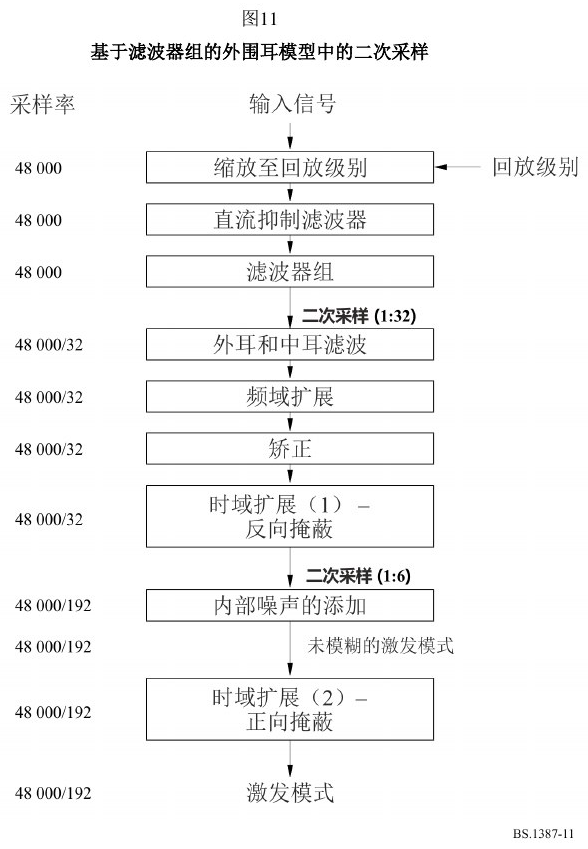 图11
基于滤波器组的外围耳模型中的二次采样
采样率 输入信号
48 000 缩放至回放级别 回放级别
48 000 直流抑制滤波器
48 000 滤波器组
二次采样 (1:32)
48 000/32 外耳和中耳滤波
48 000/32 频域扩展
48 000/32 矫正
48 000/32 时域扩展（1）–
反向掩蔽
二次采样 (1:6)
48 000/192 内部噪声的添加
48 000/192 未模糊的激发模式
48 000/192 时域扩展（2）–
正向掩蔽
48 000/192 激发模式
BS.1387-11